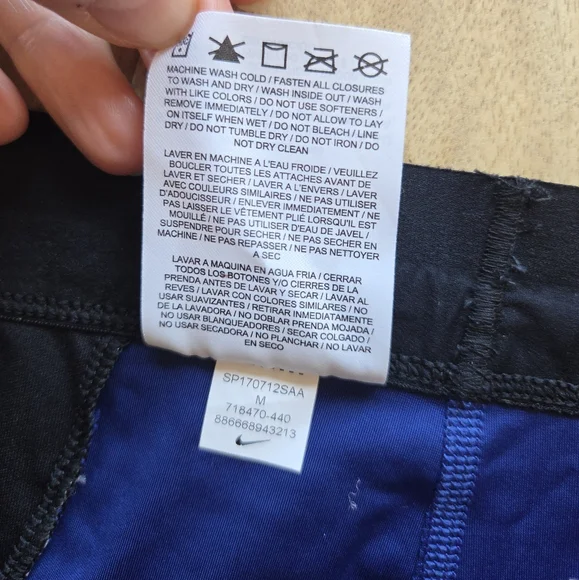 MACHINE WASH COLD / FASTEN ALL CLOSURES
TO WASH AND DRY / WASH INSIDE OUT / WASH
WITH LIKE COLORS / DO NOT USE SOFTENERS /
REMOVE IMMEDIATELY / DO NOT ALLOW TO LAY
ON ITSELF WHEN WET / DO NOT BLEACH / LINE
DRY / DO NOT TUMBLE DRY / DO NOT IRON / DO
NOT DRY CLEAN
LAVER EN MACHINE A L'EAU FROIDE / VEUILLEZ
BOUCLER TOUTES LES ATTACHES AVANT DE
LAVER ET SECHER / LAVER A L'ENVERS / LAVER
AVEC COULEURS SIMILAIRES / NE PAS UTILISER
D'ADOUCISEUR / ENLEVER IMMEDIATEMENT / NE
PAS LAISSER LE VÊTEMENT PLIÉ LORSQU'IL EST
MOUILLÉ / NE PAS UTILISER D'EAU DE JAVEL /
SUSPENDRE POUR SECHER / NE PAS SECHER EN
MACHINE / NE PAS REPASSER / NE PAS NETTOYER
A SEC
LAVAR A MAQUINA EN AGUA FRIA / CERRAR
TODOS LOS BOTONES Y/O CIERRES DE LA
PRENDA ANTES DE LAVAR Y SECAR / LAVAR AL
REVES / LAVAR CON COLORES SIMILARES / NO
USAR SUAVIZANTES / RETIRAR INMEDIATAMENTE
DE LA LAVADORA / NO DOBLAR PRENDA MOJADA /
NO USAR BLANQUEADORES / SECAR COLGADO /
NO USAR SECADORA / NO PLANCHAR / NO LAVAR
EN SECO
SP170712SAA
M
716470-440
886668943213